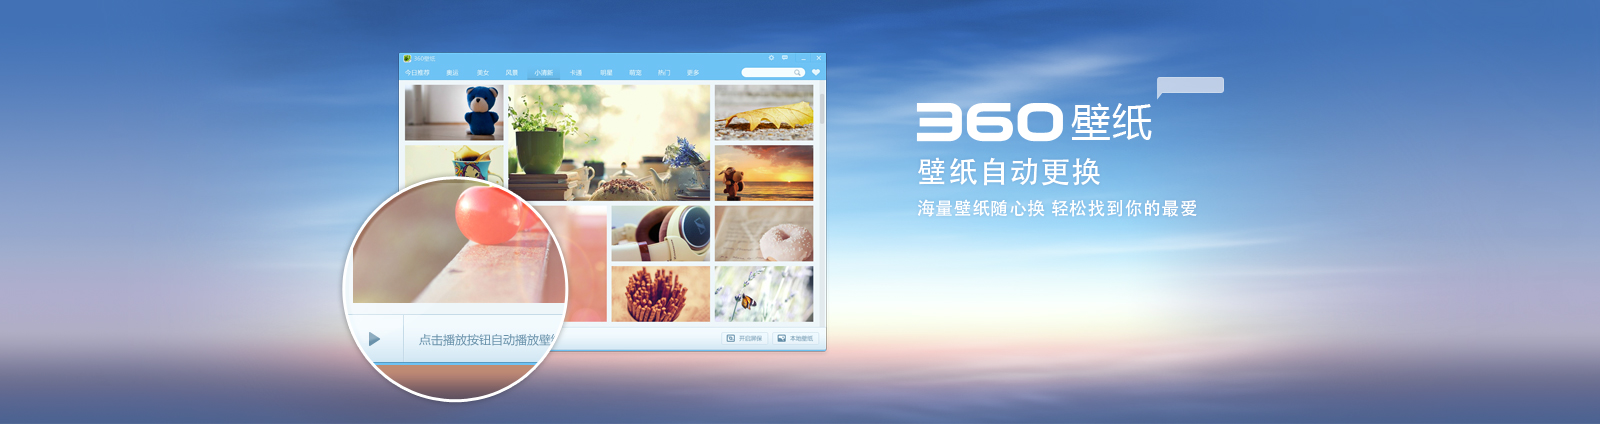 360壁纸
今日推荐 奥运 美女 风景 小清新 卡通 明星 萌宠 热门 更多
点击播放按钮自动播放壁纸
开启屏保 本地壁纸
360壁纸
壁纸自动更换
海量壁纸随心换 轻松找到你的最爱